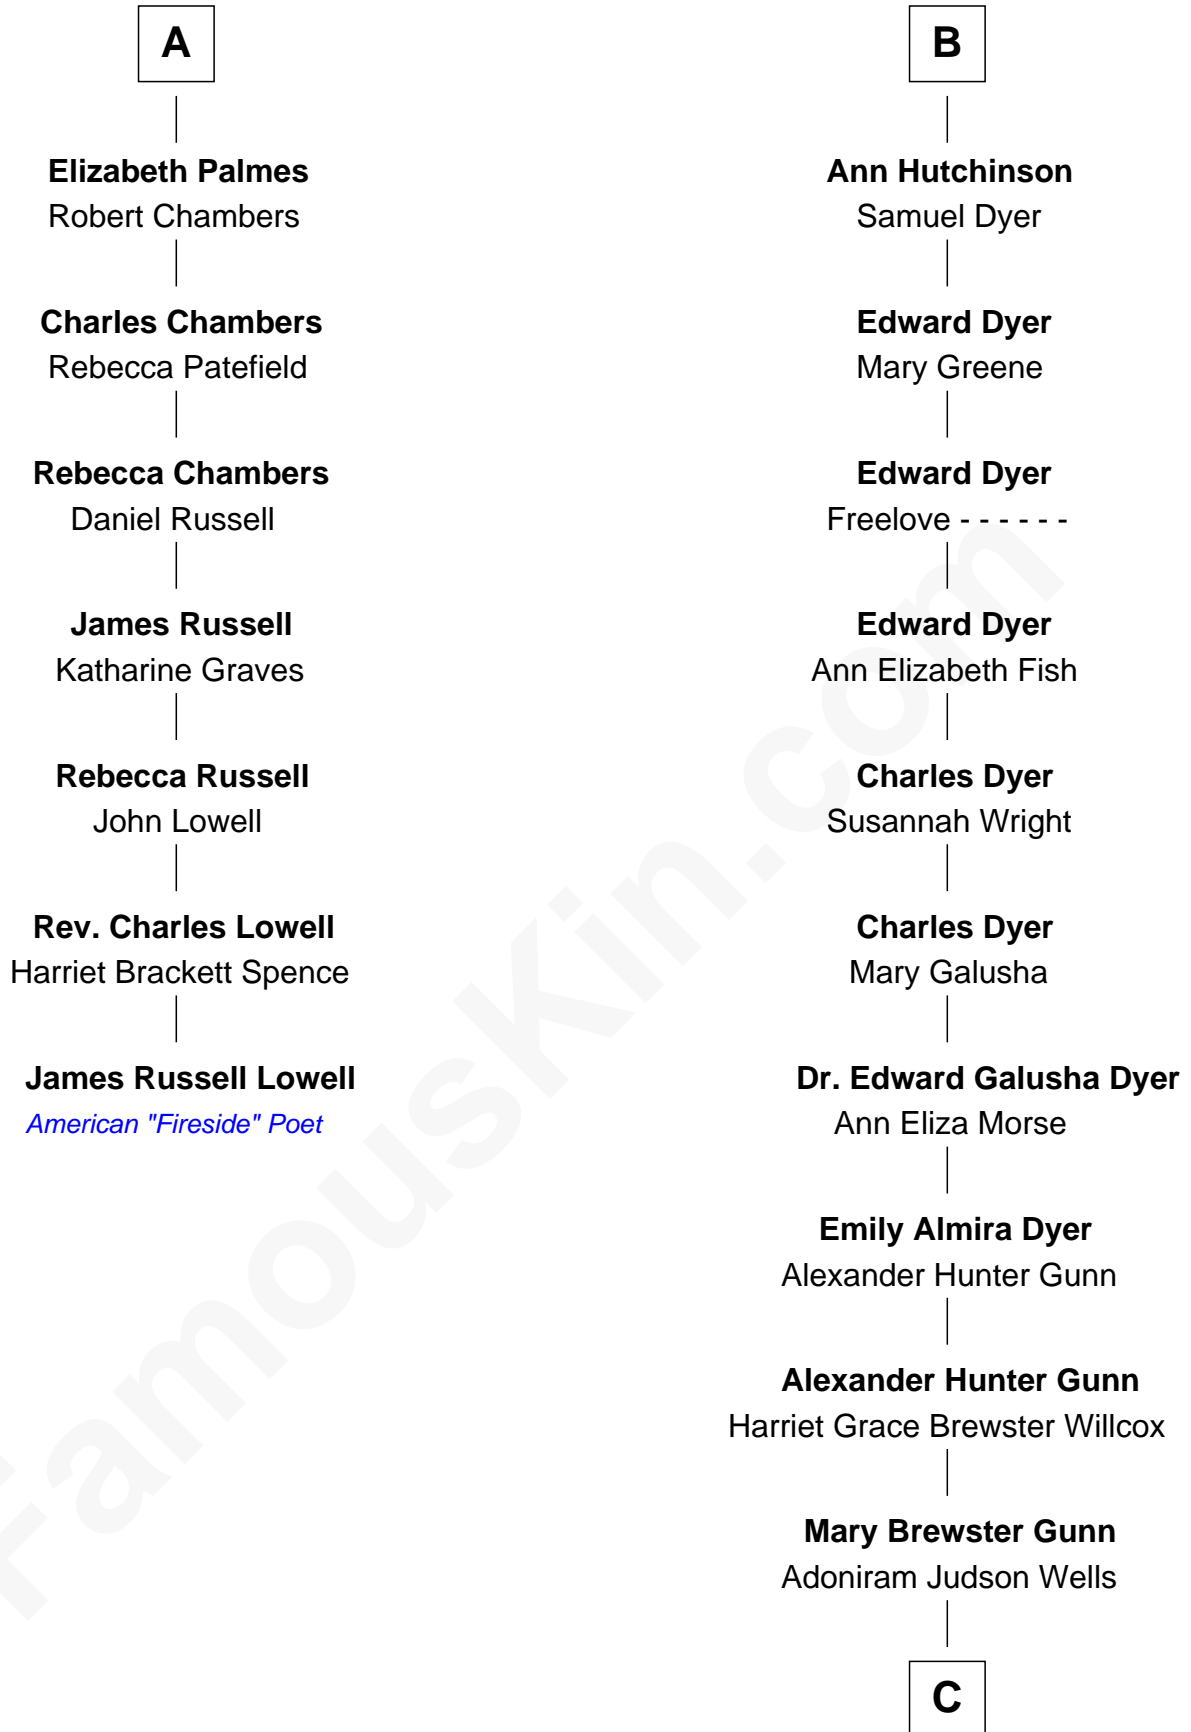 A
Elizabeth Palmes
Robert Chambers
Charles Chambers
Rebecca Patefield
Rebecca Chambers
Daniel Russell
James Russell
Katharine Graves
Rebecca Russell
John Lowell
Rev. Charles Lowell
Harriet Brackett Spence
James Russell Lowell
American "Fireside" Poet
B
Ann Hutchinson
Samuel Dyer
Edward Dyer
Mary Greene
Edward Dyer
Freelove - - - - - -
Edward Dyer
Ann Elizabeth Fish
Charles Dyer
Susannah Wright
Charles Dyer
Mary Galusha
Dr. Edward Galusha Dyer
Ann Eliza Morse
Emily Almira Dyer
Alexander Hunter Gunn
Alexander Hunter Gunn
Harriet Grace Brewster Willcox
Mary Brewster Gunn
Adoniram Judson Wells
C
FamousKin.com